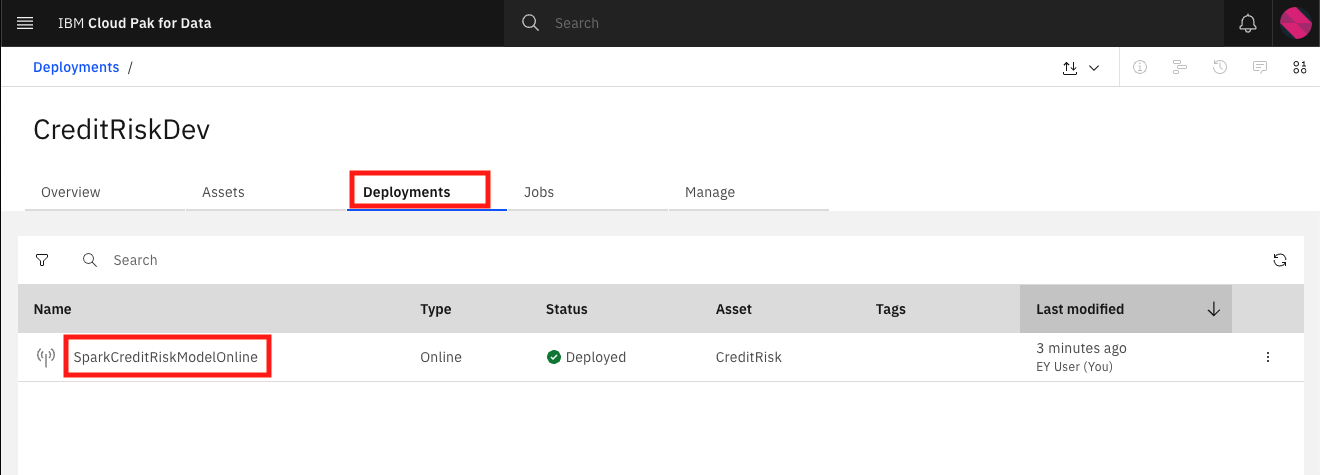 IBM Cloud Pak for Data
Search
Deployments /
CreditRiskDev
Overview Assets Deployments Jobs Manage
Search
Name Type Status Asset Tags Last modified
SparkCreditRiskModelOnline Online Deployed CreditRisk 3 minutes ago
EY User (You)